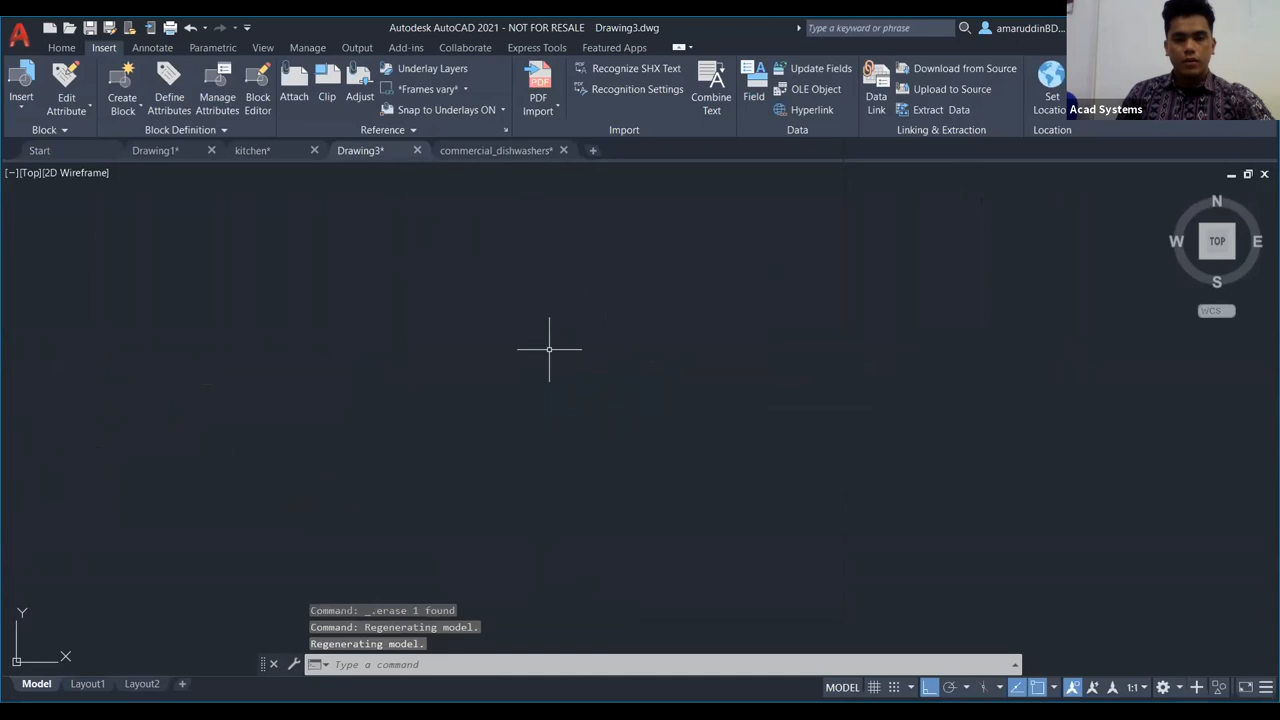 Autodesk AutoCAD 2021 - NOT FOR RESALE Drawing3.dwg
Type a keyword or phrase
amaruddinBD...
Home Insert Annotate Parametric View Manage Output Add-ins Collaborate Express Tools Featured Apps
Insert
Edit Attribute
Create Block
Define Attributes
Manage Attributes
Block Editor
Attach
Clip
Adjust
Underlay Layers
*Frames vary*
Snap to Underlays ON
PDF Import
Recognize SHX Text
Recognition Settings
Combine Text
Field
Update Fields
OLE Object
Hyperlink
Data Link
Download from Source
Upload to Source
Extract Data
Set Location
Acad Systems
Block Block Definition Reference Import Data Linking & Extraction Location
Start Drawing1* kitchen* Drawing3* commercial_dishwashers*
[−][Top][2D Wireframe]
N
W TOP E
S
WCS
Y
X
Command: _.erase 1 found
Command: Regenerating model.
Regenerating model.
Type a command
Model Layout1 Layout2
MODEL 1:1